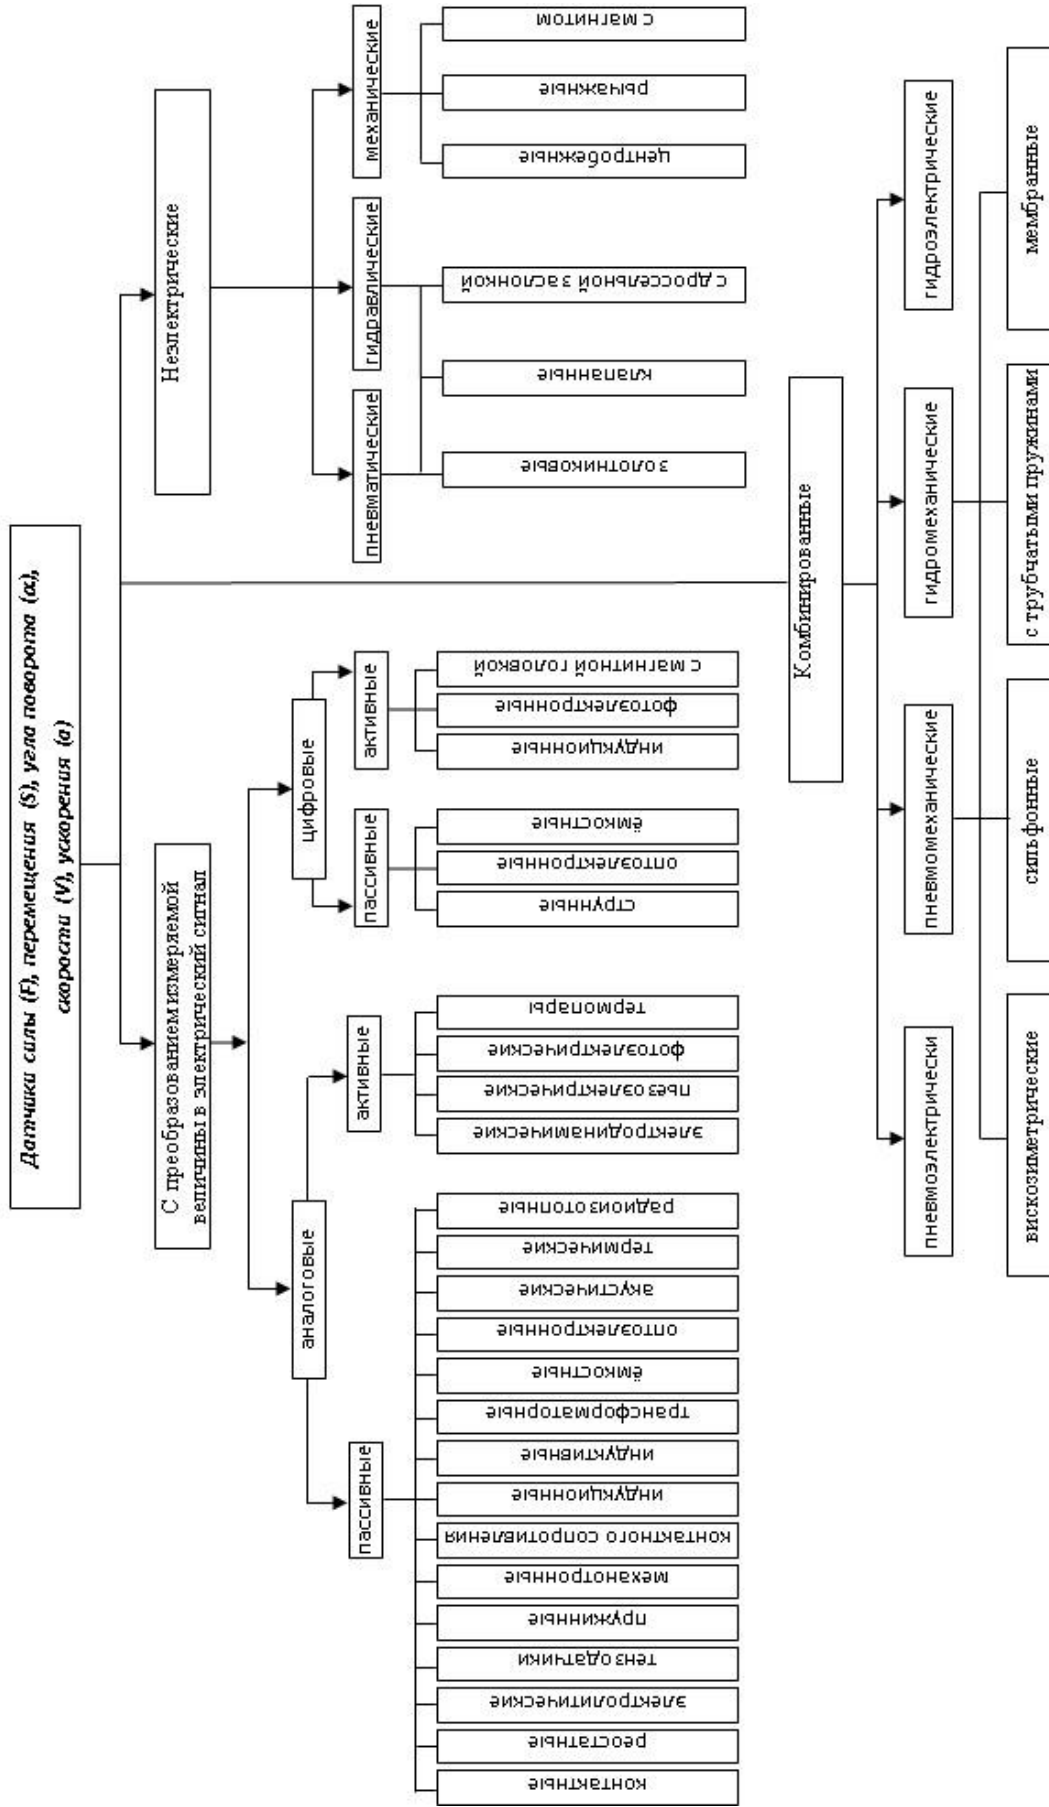 Датчики силы (F), перемещения (S), угла поворота (α),
скорости (V), ускорения (a)
С преобразованием измеряемой
величины в электрический сигнал
Неэлектрические
аналоговые
цифровые
пассивные
активные
пассивные
активные
пневматические
гидравлические
механические
контактные
реостатные
электролитические
тензодатчики
пружинные
механотронные
контактного сопротивления
индукционные
индуктивные
трансформаторные
ёмкостные
оптоэлектронные
акустические
термические
радиоизотопные
электродинамические
пьезоэлектрические
фотоэлектрические
термопары
струнные
оптоэлектронные
ёмкостные
индукционные
фотоэлектронные
с магнитной головкой
золотниковые
клапанные
с дроссельной заслонкой
центробежные
рычажные
с магнитом
Комбинированные
пневмоэлектрически
пневмомеханические
гидромеханические
гидроэлектрические
вискозиметрические
сильфонные
с трубчатыми пружинами
мембранные